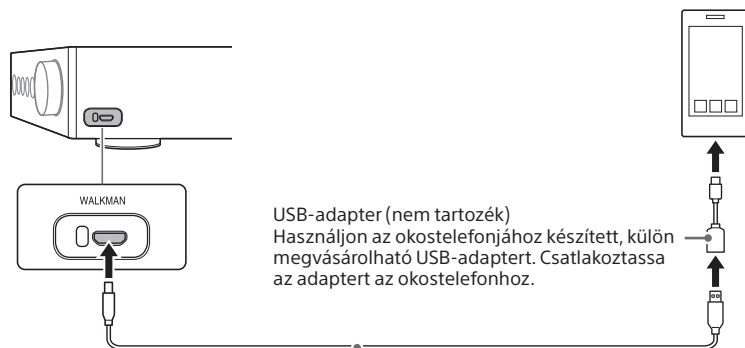 WALKMAN
USB-adapter (nem tartozék)
Használjon az okostelefonjához készített, külön
megvásárolható USB-adaptert. Csatlakoztassa
az adaptert az okostelefonhoz.